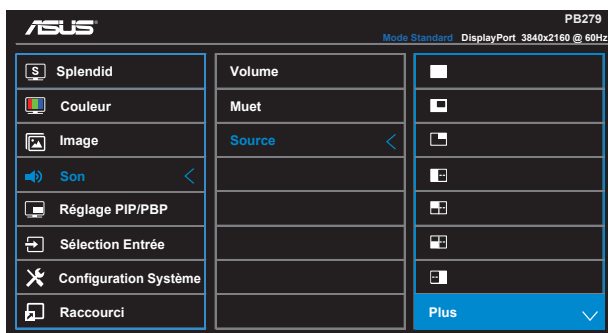 ASUS
PB279
Mode Standard DisplayPort 3840x2160 @ 60Hz
S Splendid
Couleur
Image
Son
Réglage PIP/PBP
Sélection Entrée
Configuration Système
Raccourci
Volume
Muet
Source
Plus